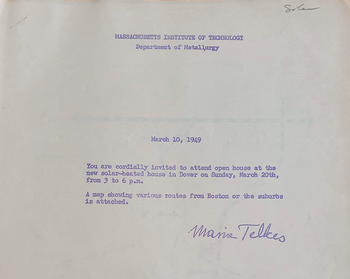 Solar
MASSACHUSETTS INSTITUTE OF TECHNOLOGY
Department of Metallurgy
March 10, 1949
You are cordially invited to attend open house at the
new solar-heated house in Dover on Sunday, March 20th,
from 3 to 6 p.m.
A map showing various routes from Boston or the suburbs
is attached.
Maria Telkes